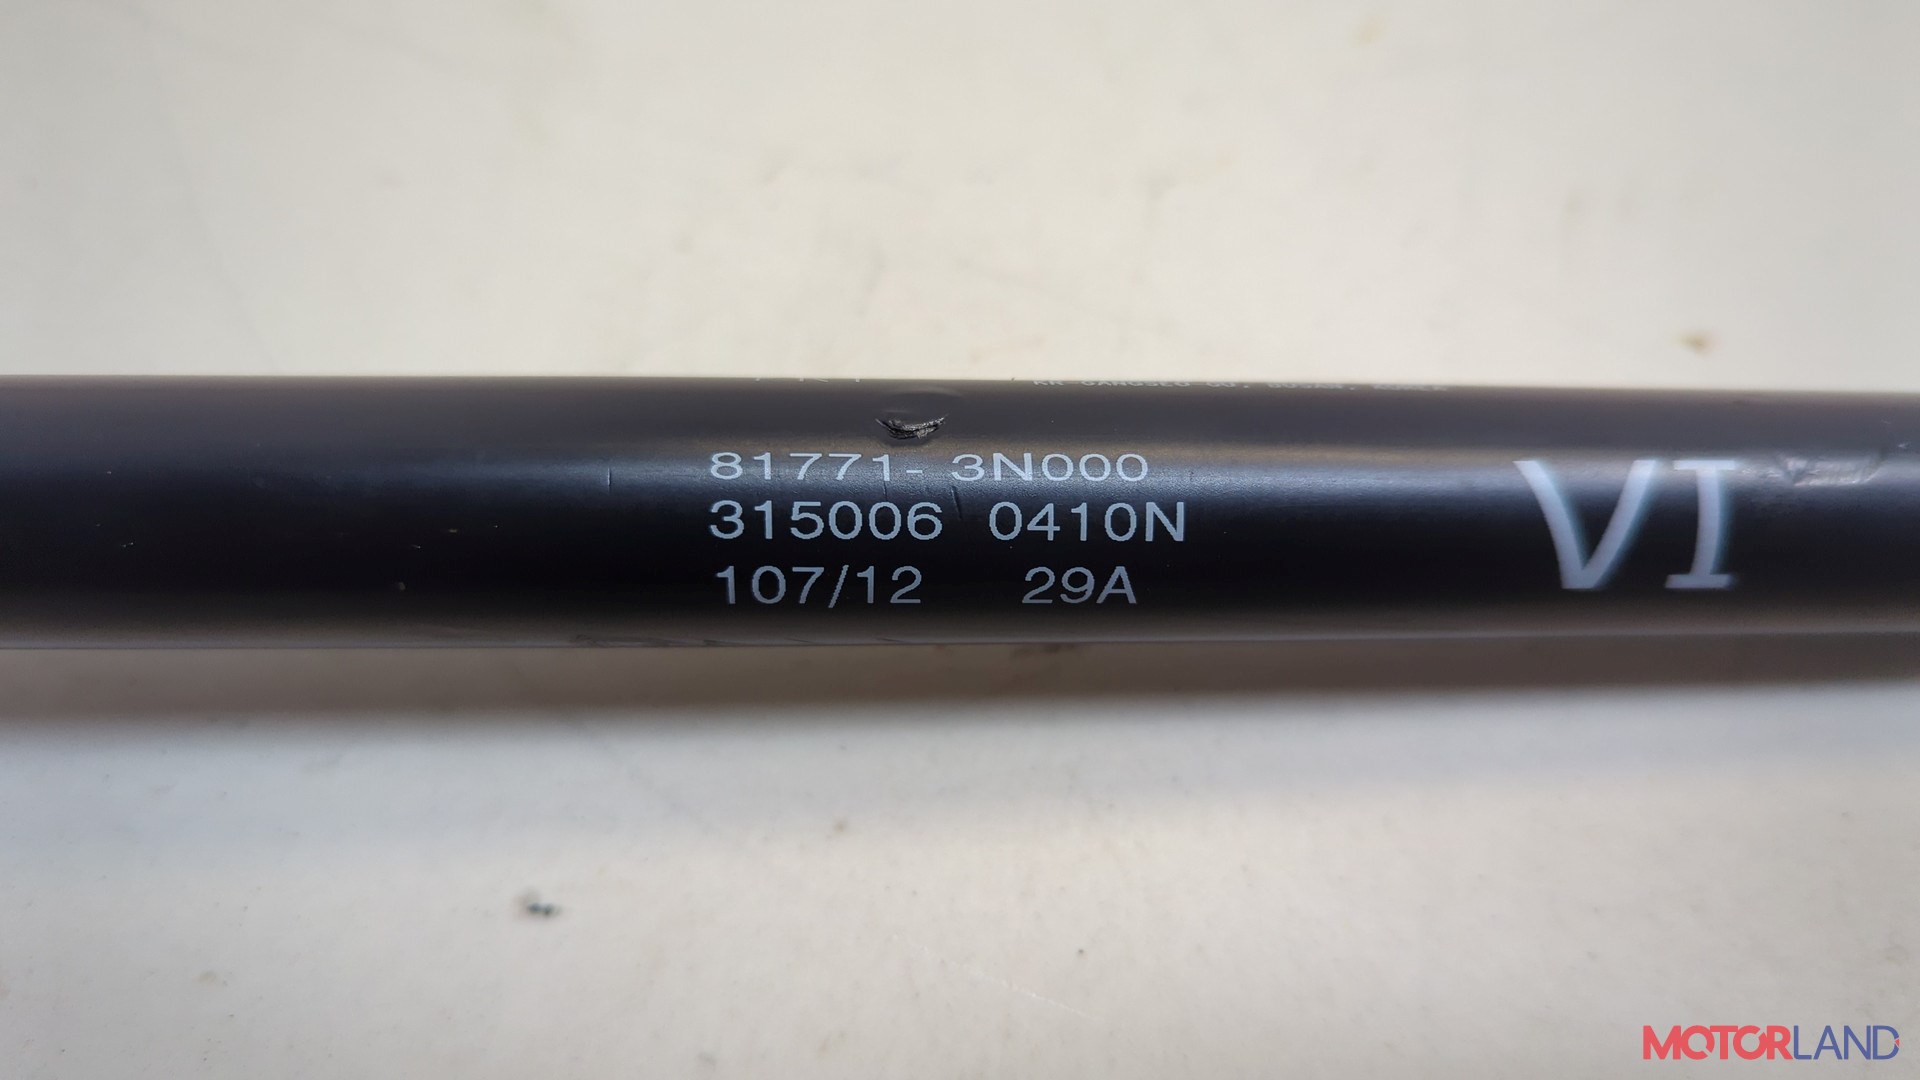 81771- 3N000
315006 0410N
107/12 29A
VI
MOTORLAND